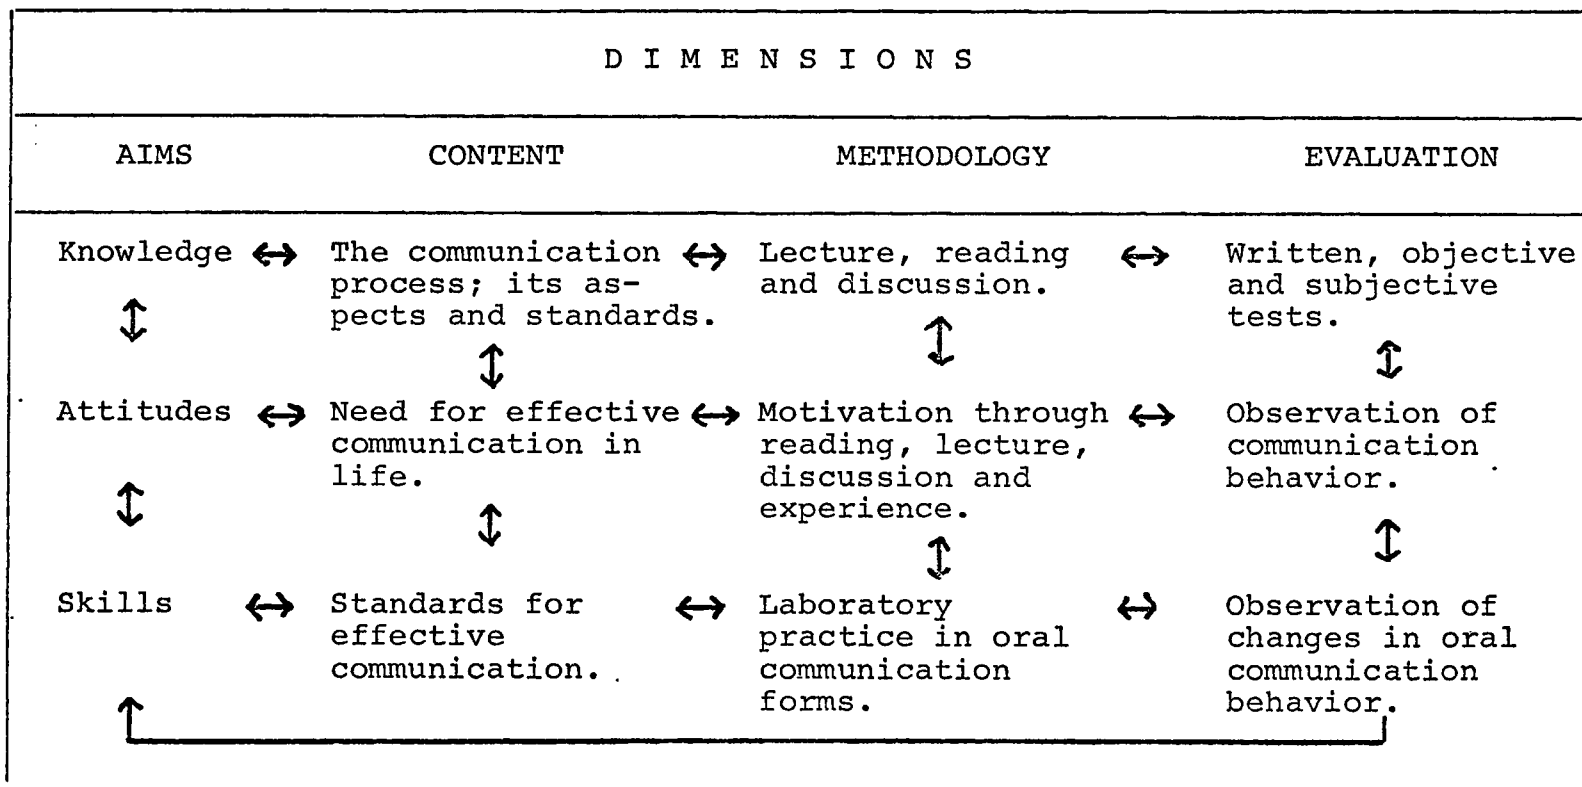 D I M E N S I O N S
AIMS CONTENT METHODOLOGY EVALUATION
Knowledge ↔ The communication ↔ Lecture, reading ↔ Written, objective
process; its as- and discussion. and subjective
pects and standards. tests.
Attitudes ↔ Need for effective ↔ Motivation through ↔ Observation of
communication in reading, lecture, communication
life. discussion and behavior.
experience.
Skills ↔ Standards for ↔ Laboratory ↔ Observation of
effective practice in oral changes in oral
communication. communication communication
forms. behavior.